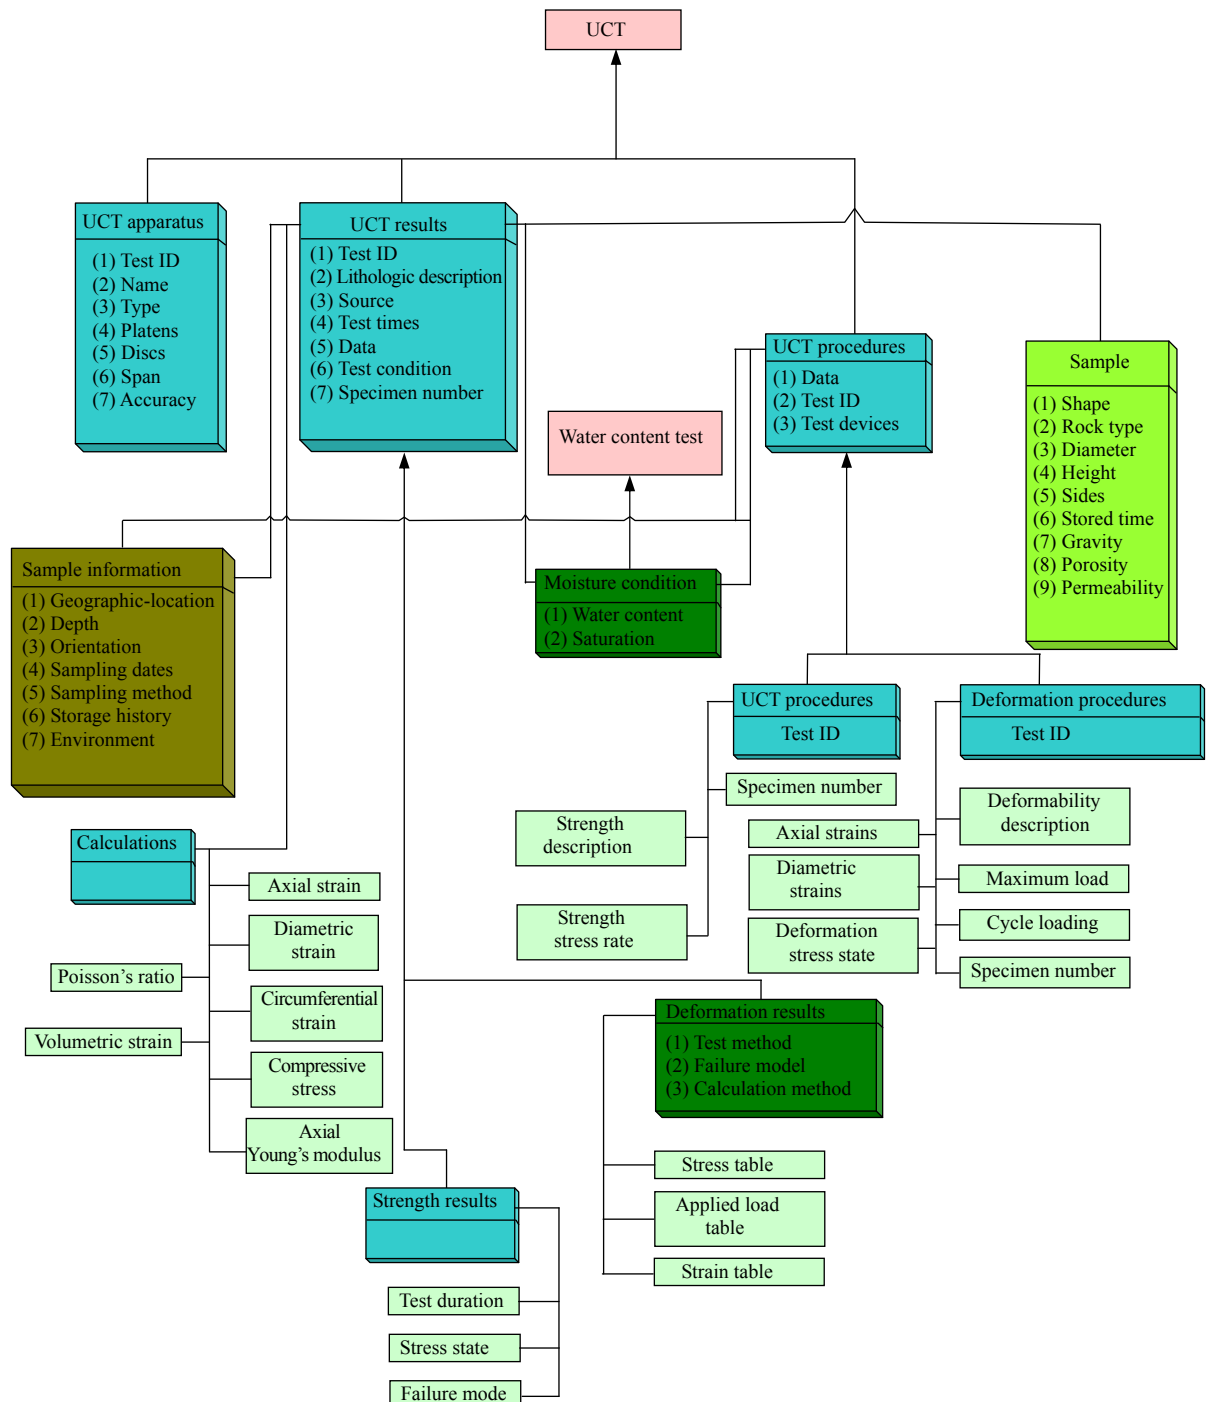 UCT
UCT apparatus
(1) Test ID
(2) Name
(3) Type
(4) Platens
(5) Discs
(6) Span
(7) Accuracy
UCT results
(1) Test ID
(2) Lithologic description
(3) Source
(4) Test times
(5) Data
(6) Test condition
(7) Specimen number
UCT procedures
(1) Data
(2) Test ID
(3) Test devices
Sample
(1) Shape
(2) Rock type
(3) Diameter
(4) Height
(5) Sides
(6) Stored time
(7) Gravity
(8) Porosity
(9) Permeability
Water content test
Sample information
(1) Geographic-location
(2) Depth
(3) Orientation
(4) Sampling dates
(5) Sampling method
(6) Storage history
(7) Environment
Moisture condition
(1) Water content
(2) Saturation
UCT procedures
Test ID
Deformation procedures
Test ID
Specimen number
Strength
description
Strength
stress rate
Deformability
description
Axial strains
Diametric
strains
Maximum load
Cycle loading
Deformation
stress state
Specimen number
Calculations
Axial strain
Diametric
strain
Poisson's ratio
Circumferential
strain
Volumetric strain
Compressive
stress
Axial
Young's modulus
Deformation results
(1) Test method
(2) Failure model
(3) Calculation method
Stress table
Applied load
table
Strain table
Strength results
Test duration
Stress state
Failure mode